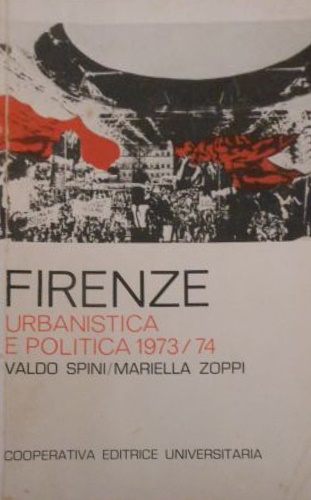 FIRENZE
URBANISTICA
E POLITICA 1973/74
VALDO SPINI/MARIELLA ZOPPI
COOPERATIVA EDITRICE UNIVERSITARIA